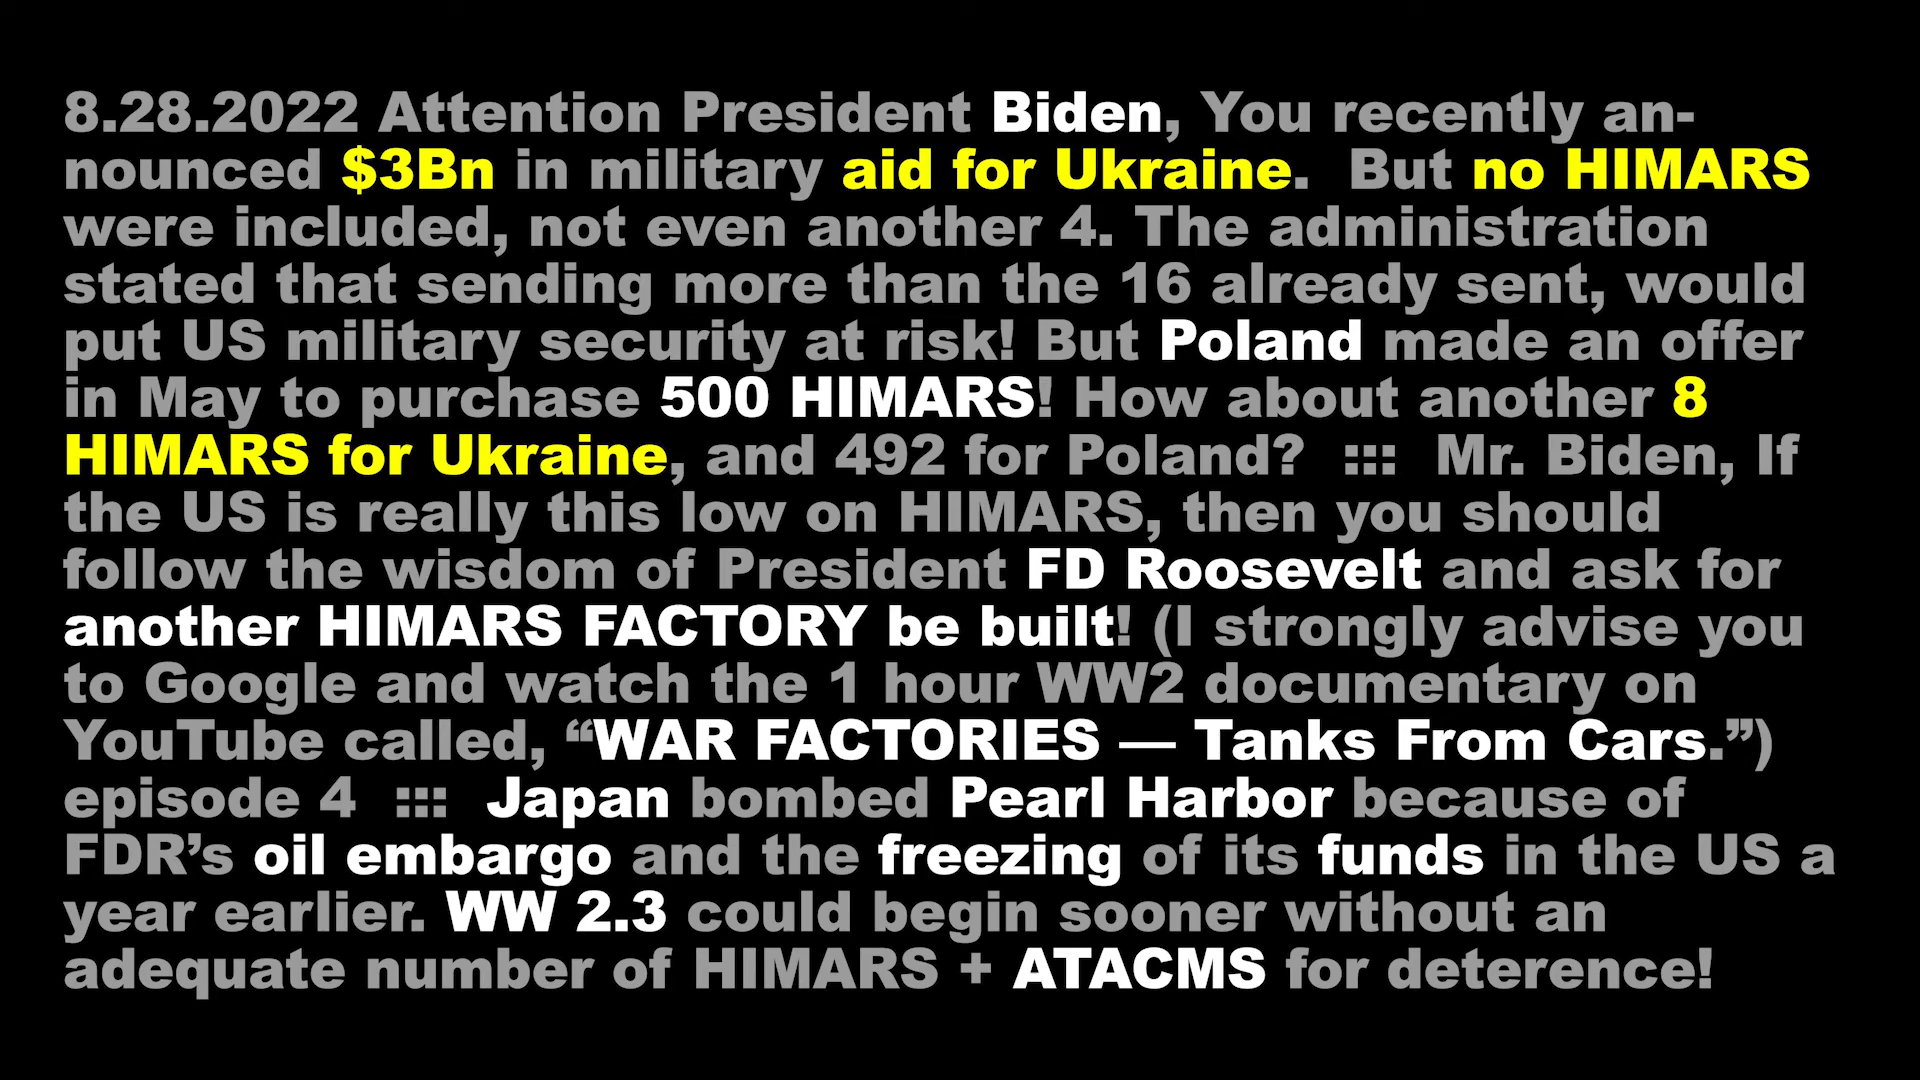 8.28.2022 Attention President Biden, You recently an-
nounced $3Bn in military aid for Ukraine.  But no HIMARS
were included, not even another 4. The administration
stated that sending more than the 16 already sent, would
put US military security at risk! But Poland made an offer
in May to purchase 500 HIMARS! How about another 8
HIMARS for Ukraine, and 492 for Poland?  :::  Mr. Biden, If
the US is really this low on HIMARS, then you should
follow the wisdom of President FD Roosevelt and ask for
another HIMARS FACTORY be built! (I strongly advise you
to Google and watch the 1 hour WW2 documentary on
YouTube called, “WAR FACTORIES — Tanks From Cars.”)
episode 4  :::  Japan bombed Pearl Harbor because of
FDR’s oil embargo and the freezing of its funds in the US a
year earlier. WW 2.3 could begin sooner without an
adequate number of HIMARS + ATACMS for deterence!